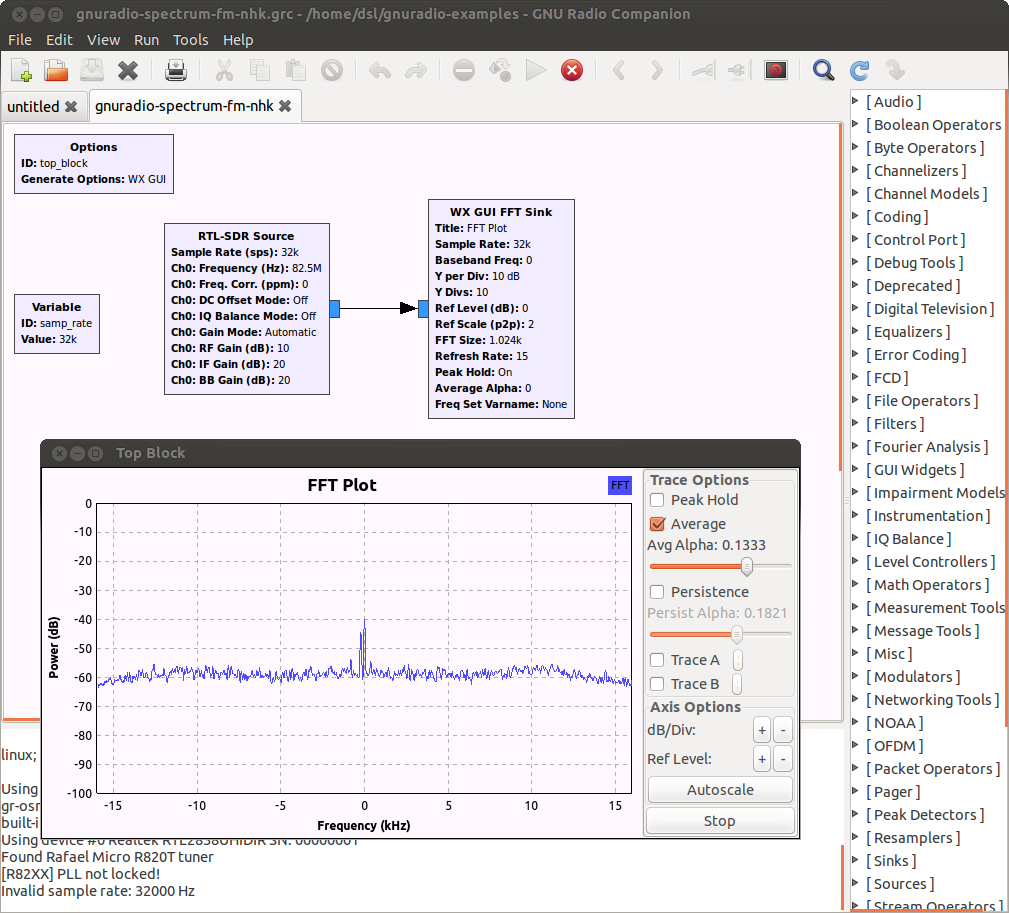 gnuradio-spectrum-fm-nhk.grc - /home/dsl/gnuradio-examples - GNU Radio Companion
File Edit View Run Tools Help
untitled
gnuradio-spectrum-fm-nhk
Options
ID: top_block
Generate Options: WX GUI
Variable
ID: samp_rate
Value: 32k
RTL-SDR Source
Sample Rate (sps): 32k
Ch0: Frequency (Hz): 82.5M
Ch0: Freq. Corr. (ppm): 0
Ch0: DC Offset Mode: Off
Ch0: IQ Balance Mode: Off
Ch0: Gain Mode: Automatic
Ch0: RF Gain (dB): 10
Ch0: IF Gain (dB): 20
Ch0: BB Gain (dB): 20
WX GUI FFT Sink
Title: FFT Plot
Sample Rate: 32k
Baseband Freq: 0
Y per Div: 10 dB
Y Divs: 10
Ref Level (dB): 0
Ref Scale (p2p): 2
FFT Size: 1.024k
Refresh Rate: 15
Peak Hold: On
Average Alpha: 0
Freq Set Varname: None
Top Block
FFT Plot
FFT
0
-10
-20
-30
-40
-50
-60
-70
-80
-90
-100
Power (dB)
-15 -10 -5 0 5 10 15
Frequency (kHz)
Trace Options
Peak Hold
Average
Avg Alpha: 0.1333
Persistence
Persist Alpha: 0.1821
Trace A
Trace B
Axis Options
dB/Div: + -
Ref Level: + -
Autoscale
Stop
linux;
Using
gr-osr
built-i
Using device #0 Realtek RTL2838UHIDIR SN: 00000001
Found Rafael Micro R820T tuner
[R82XX] PLL not locked!
Invalid sample rate: 32000 Hz
[ Audio ]
[ Boolean Operators
[ Byte Operators ]
[ Channelizers ]
[ Channel Models ]
[ Coding ]
[ Control Port ]
[ Debug Tools ]
[ Deprecated ]
[ Digital Television ]
[ Equalizers ]
[ Error Coding ]
[ FCD ]
[ File Operators ]
[ Filters ]
[ Fourier Analysis ]
[ GUI Widgets ]
[ Impairment Models
[ Instrumentation ]
[ IQ Balance ]
[ Level Controllers ]
[ Math Operators ]
[ Measurement Tools
[ Message Tools ]
[ Misc ]
[ Modulators ]
[ Networking Tools ]
[ NOAA ]
[ OFDM ]
[ Packet Operators ]
[ Pager ]
[ Peak Detectors ]
[ Resamplers ]
[ Sinks ]
[ Sources ]
[ Stream Operators ]